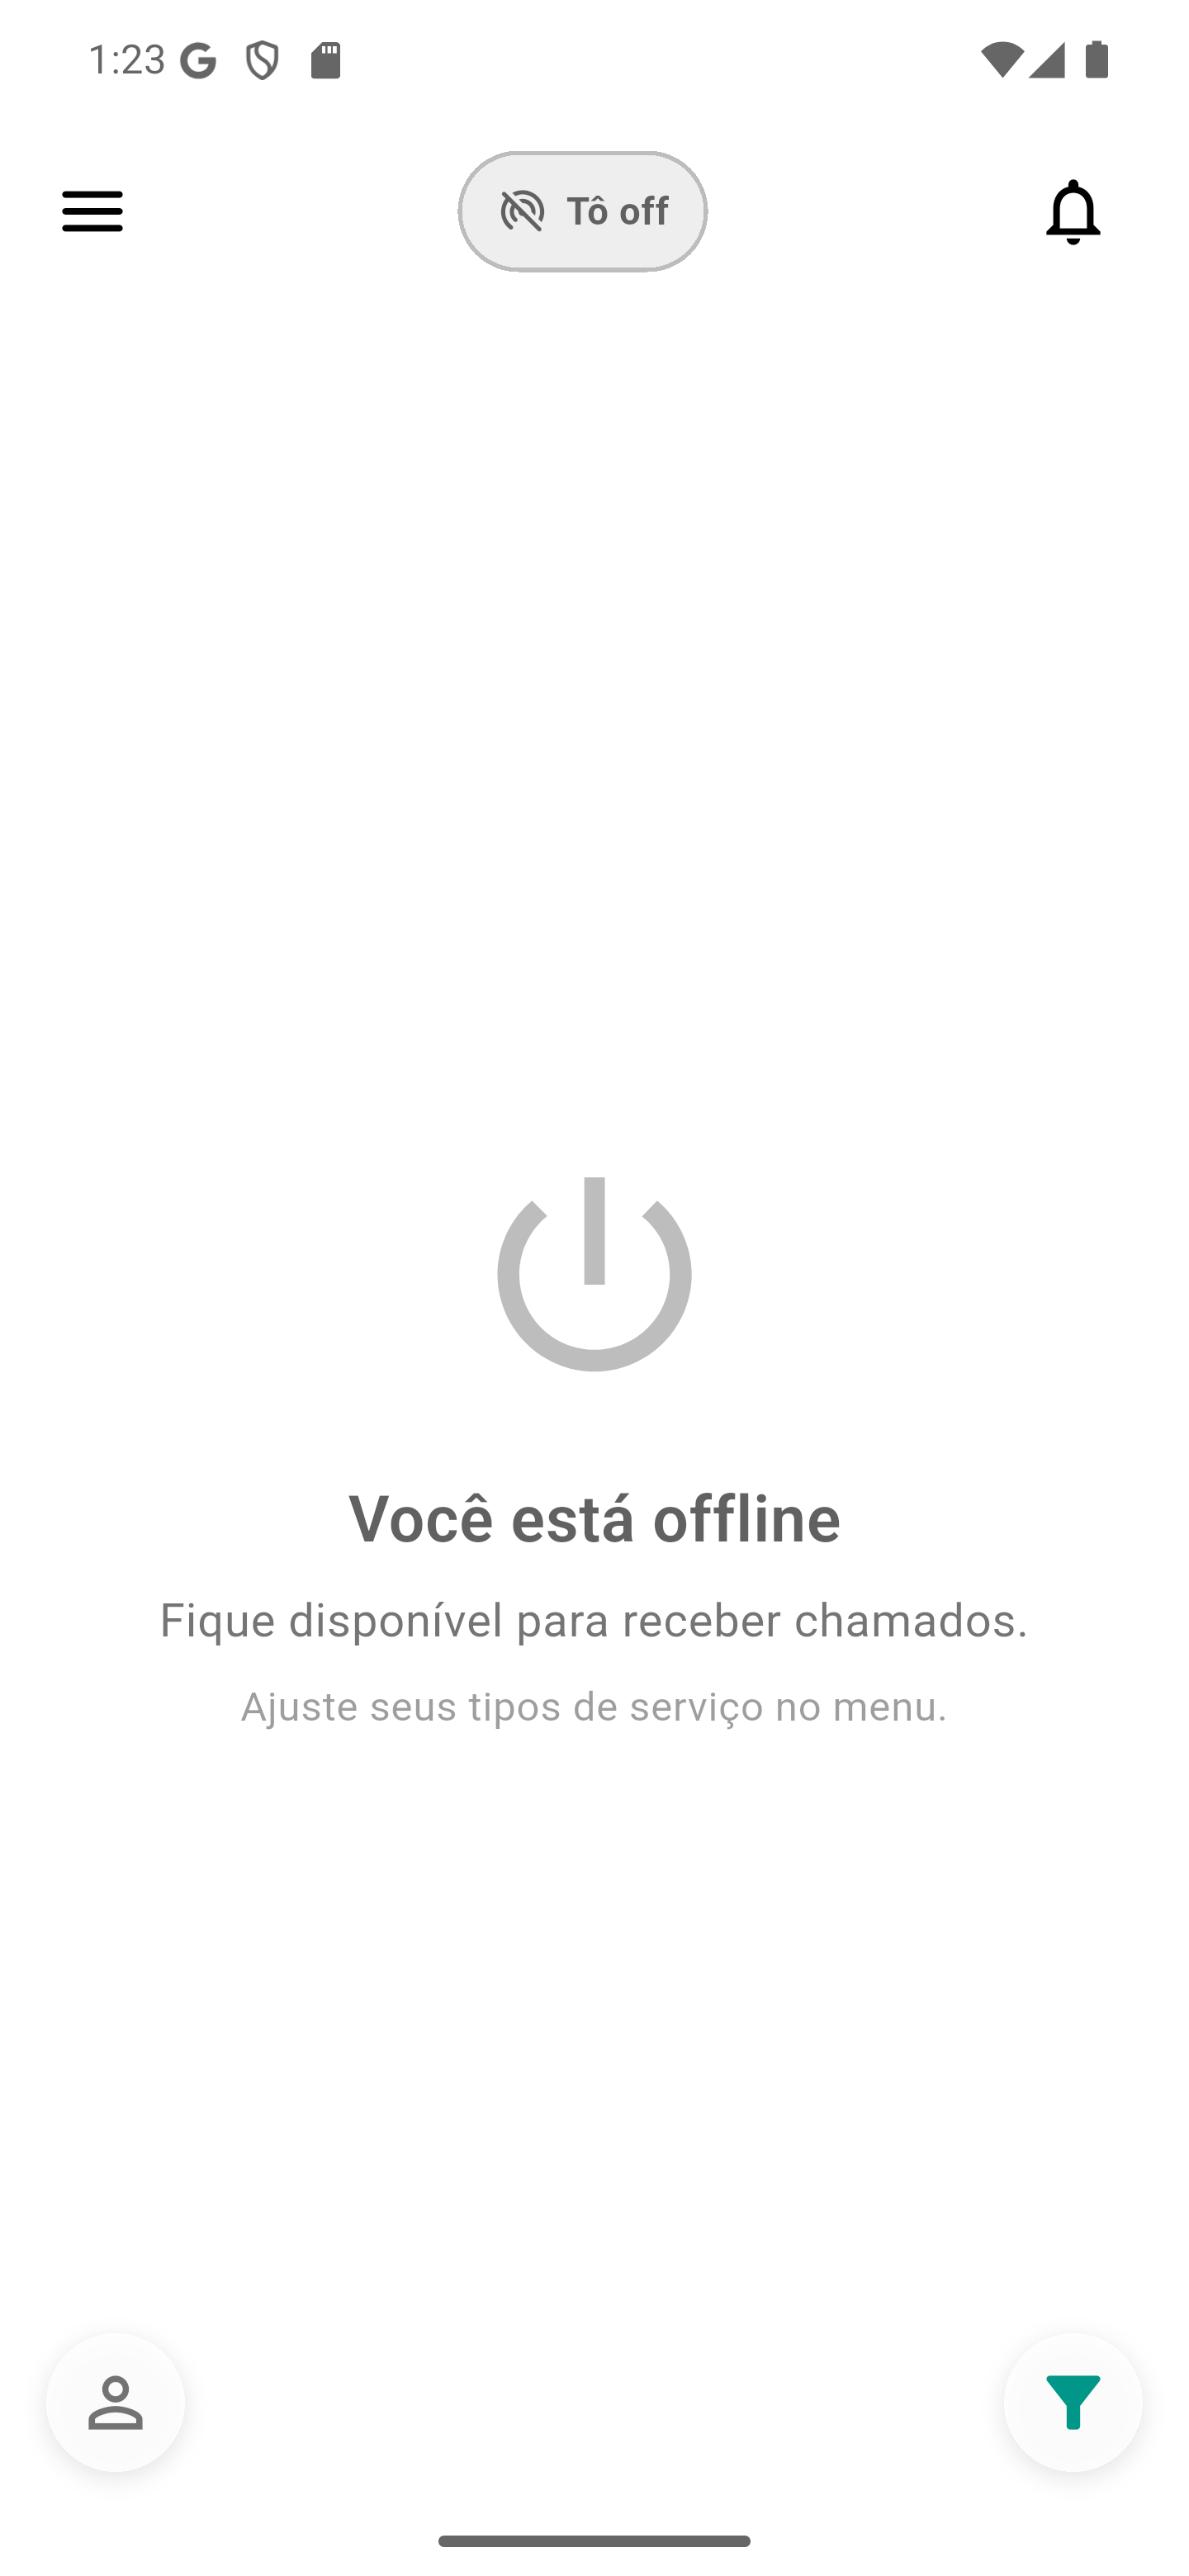 1:23
Tô off
Você está offline
Fique disponível para receber chamados.
Ajuste seus tipos de serviço no menu.